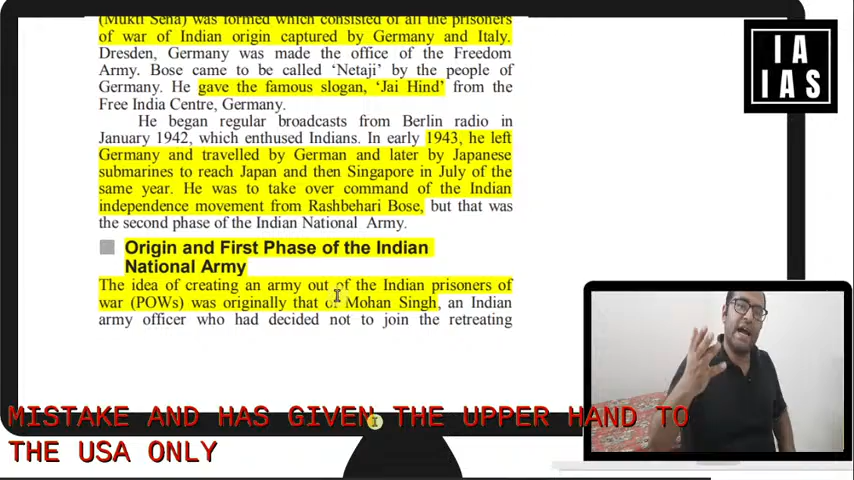 (Mukti Sena) was formed which consisted of all the prisoners
of war of Indian origin captured by Germany and Italy.
Dresden, Germany was made the office of the Freedom
Army. Bose came to be called ‘Netaji’ by the people of
Germany. He gave the famous slogan, ‘Jai Hind’ from the
Free India Centre, Germany.
He began regular broadcasts from Berlin radio in
January 1942, which enthused Indians. In early 1943, he left
Germany and travelled by German and later by Japanese
submarines to reach Japan and then Singapore in July of the
same year. He was to take over command of the Indian
independence movement from Rashbehari Bose, but that was
the second phase of the Indian National Army.
Origin and First Phase of the Indian
National Army
The idea of creating an army out of the Indian prisoners of
war (POWs) was originally that of Mohan Singh, an Indian
army officer who had decided not to join the retreating
IA
IAS
MISTAKE AND HAS GIVEN THE UPPER HAND TO
THE USA ONLY